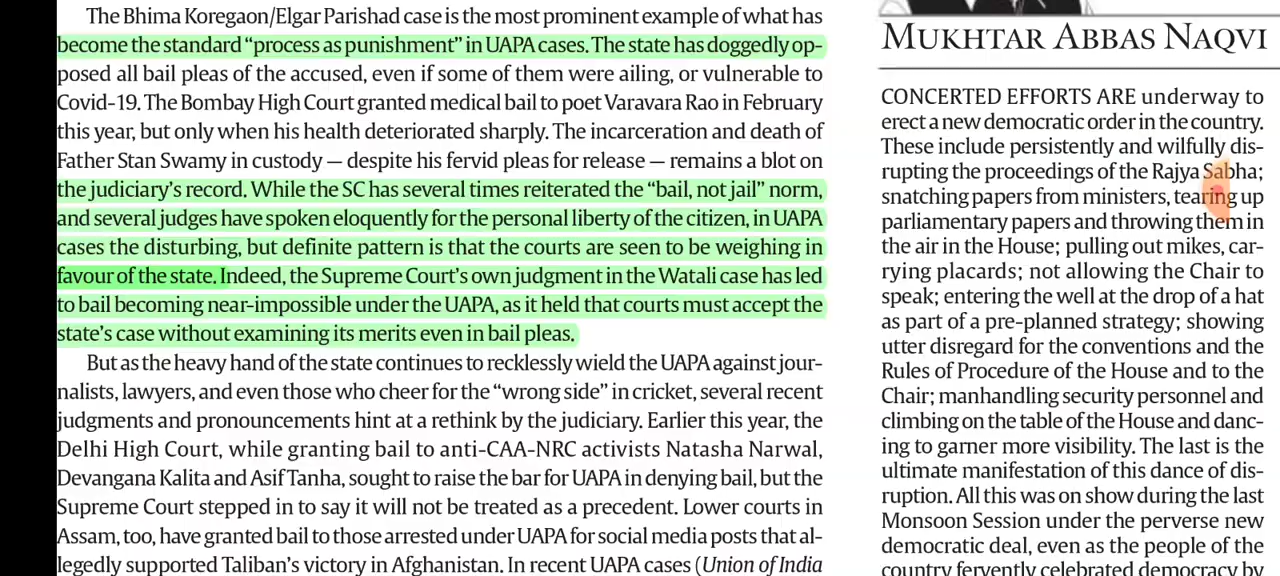 The Bhima Koregaon/Elgar Parishad case is the most prominent example of what has
become the standard “process as punishment” in UAPA cases. The state has doggedly op-
posed all bail pleas of the accused, even if some of them were ailing, or vulnerable to
Covid-19. The Bombay High Court granted medical bail to poet Varavara Rao in February
this year, but only when his health deteriorated sharply. The incarceration and death of
Father Stan Swamy in custody — despite his fervid pleas for release — remains a blot on
the judiciary’s record. While the SC has several times reiterated the “bail, not jail” norm,
and several judges have spoken eloquently for the personal liberty of the citizen, in UAPA
cases the disturbing, but definite pattern is that the courts are seen to be weighing in
favour of the state. Indeed, the Supreme Court’s own judgment in the Watali case has led
to bail becoming near-impossible under the UAPA, as it held that courts must accept the
state’s case without examining its merits even in bail pleas.
But as the heavy hand of the state continues to recklessly wield the UAPA against jour-
nalists, lawyers, and even those who cheer for the “wrong side” in cricket, several recent
judgments and pronouncements hint at a rethink by the judiciary. Earlier this year, the
Delhi High Court, while granting bail to anti-CAA-NRC activists Natasha Narwal,
Devangana Kalita and Asif Tanha, sought to raise the bar for UAPA in denying bail, but the
Supreme Court stepped in to say it will not be treated as a precedent. Lower courts in
Assam, too, have granted bail to those arrested under UAPA for social media posts that al-
legedly supported Taliban’s victory in Afghanistan. In recent UAPA cases (Union of India
MUKHTAR ABBAS NAQVI
CONCERTED EFFORTS ARE underway to
erect a new democratic order in the country.
These include persistently and wilfully dis-
rupting the proceedings of the Rajya Sabha;
snatching papers from ministers, tearing up
parliamentary papers and throwing them in
the air in the House; pulling out mikes, car-
rying placards; not allowing the Chair to
speak; entering the well at the drop of a hat
as part of a pre-planned strategy; showing
utter disregard for the conventions and the
Rules of Procedure of the House and to the
Chair; manhandling security personnel and
climbing on the table of the House and danc-
ing to garner more visibility. The last is the
ultimate manifestation of this dance of dis-
ruption. All this was on show during the last
Monsoon Session under the perverse new
democratic deal, even as the people of the
country fervently celebrated democracy by